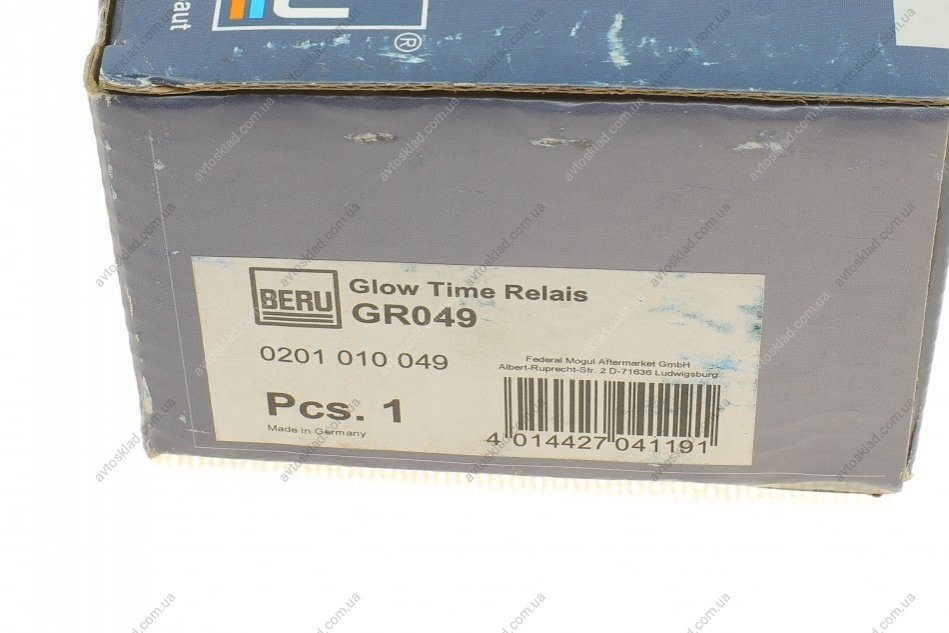 aut
®
BERU
Glow Time Relais
GR049
0201 010 049
Federal Mogul Aftermarket GmbH
Albert-Ruprecht-Str. 2 D-71636 Ludwigsburg
Pcs. 1
Made in Germany
4 014427 041191
avtosklad.com.ua